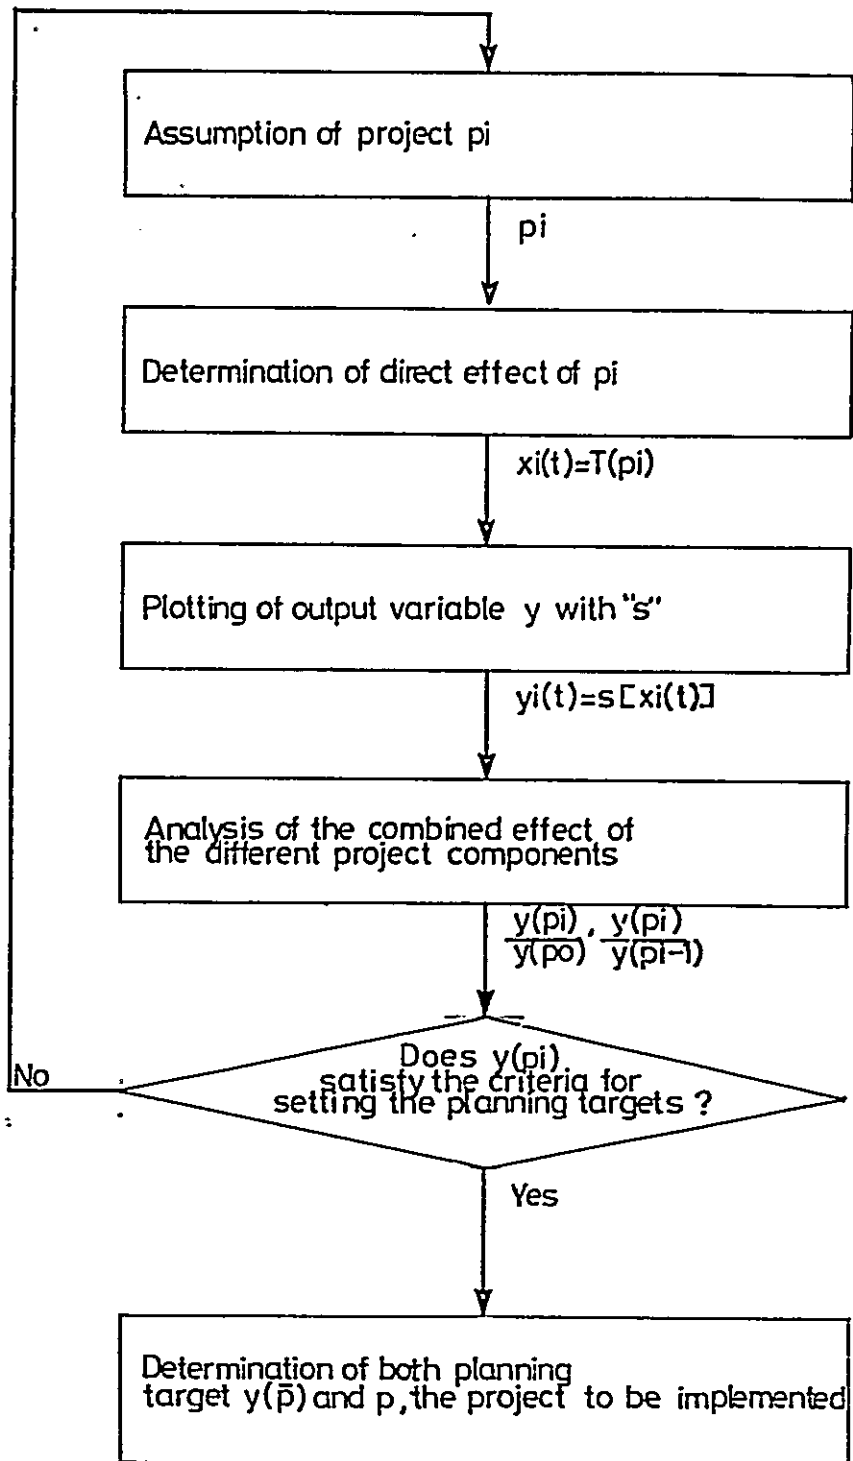 Assumption of project pi
pi
Determination of direct effect of pi
xi(t)=T(pi)
Plotting of output variable y with "s"
yi(t)=s[xi(t)]
Analysis of the combined effect of
the different project components
y(pi) , y(pi)
y(po) y(pi-1)
Does y(pi)
satisfy the criteria for
setting the planning targets ?
No
Yes
Determination of both planning
target y(p̄) and p, the project to be implemented